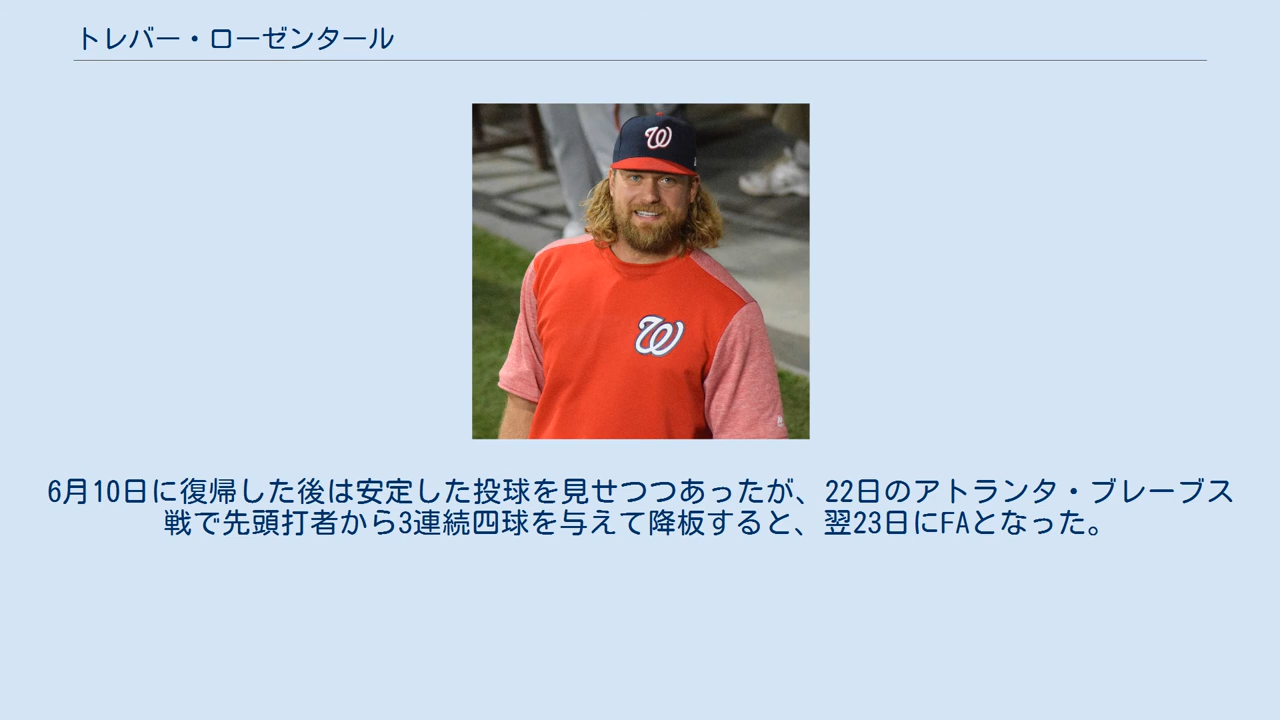 トレバー・ローゼンタール
W
W
6月10日に復帰した後は安定した投球を見せつつあったが、22日のアトランタ・ブレーブス
戦で先頭打者から3連続四球を与えて降板すると、翌23日にFAとなった。